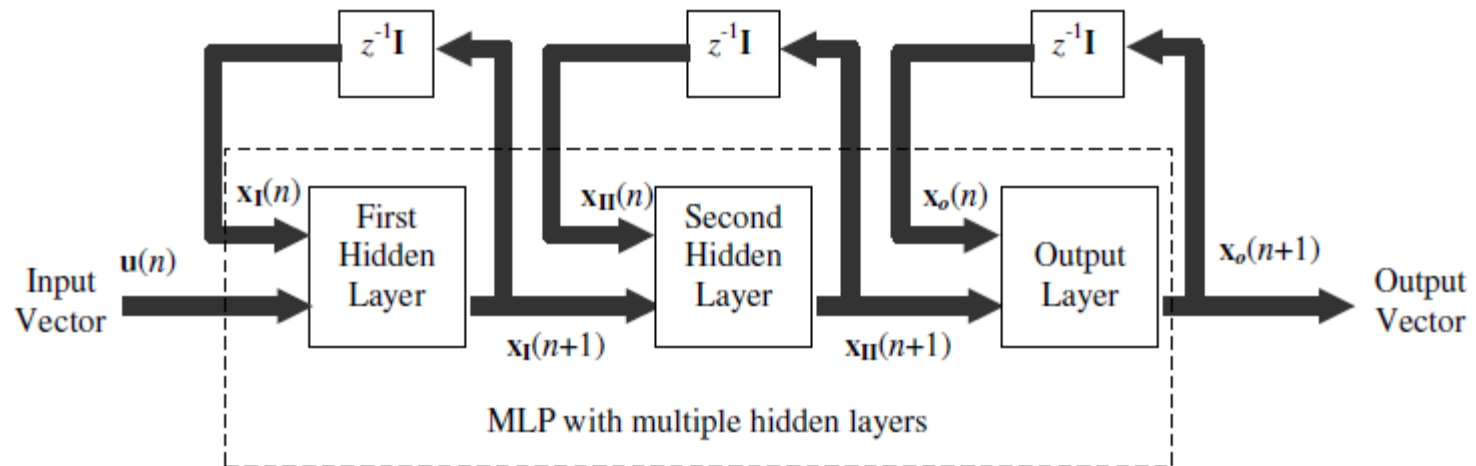 z⁻¹I
z⁻¹I
z⁻¹I
x_I(n)
x_II(n)
x_o(n)
First
Hidden
Layer
Second
Hidden
Layer
Output
Layer
u(n)
Input
Vector
x_I(n+1)
x_II(n+1)
x_o(n+1)
Output
Vector
MLP with multiple hidden layers